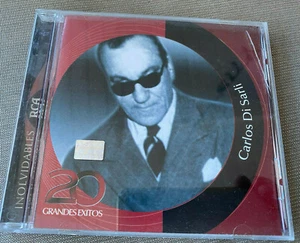 INOLVIDABLES RCA
Carlos Di Sarli
20
GRANDES EXITOS